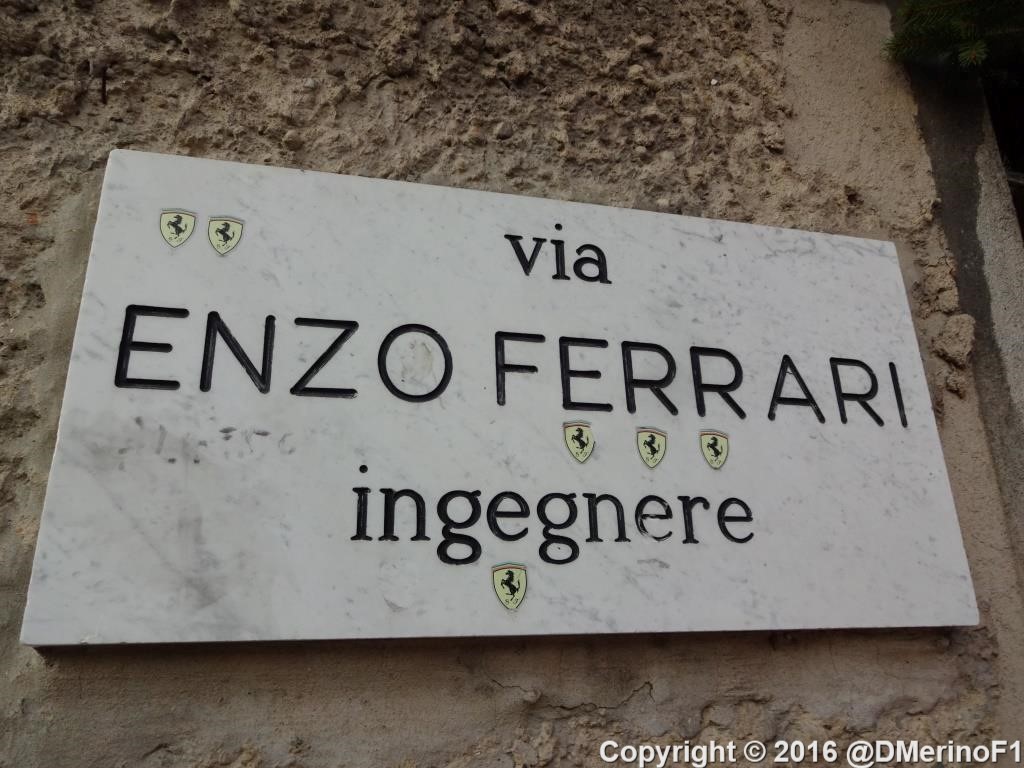 via
ENZO FERRARI
ingegnere
S F
S F
S F
S F
S F
S F
Copyright © 2016 @DMerinoF1